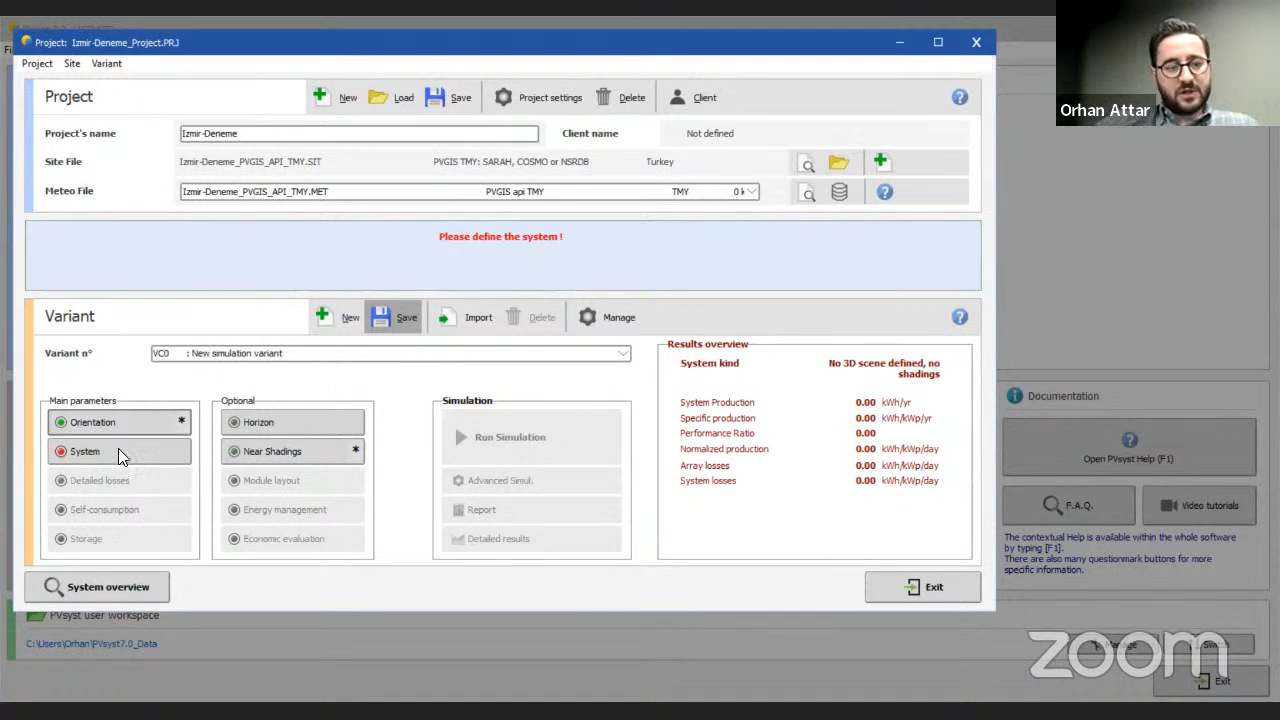 Project: Izmir-Deneme_Project.PRJ
Project Site Variant
Project New Load Save Project settings Delete Client
Project's name Izmir-Deneme Client name Not defined
Site File Izmir-Deneme_PVGIS_API_TMY.SIT PVGIS TMY: SARAH, COSMO or NSRDB Turkey
Meteo File Izmir-Deneme_PVGIS_API_TMY.MET PVGIS api TMY TMY 0 k
Please define the system !
Variant New Save Import Delete Manage
Variant n° VC0 : New simulation variant
Results overview
System kind No 3D scene defined, no
shadings
System Production 0.00 kWh/yr
Specific production 0.00 kWh/kWp/yr
Performance Ratio 0.00
Normalized production 0.00 kWh/kWp/day
Array losses 0.00 kWh/kWp/day
System losses 0.00 kWh/kWp/day
Main parameters
Orientation *
System
Detailed losses
Self-consumption
Storage
Optional
Horizon
Near Shadings *
Module layout
Energy management
Economic evaluation
Simulation
Run Simulation
Advanced Simul.
Report
Detailed results
System overview
Exit
Orhan Attar
Documentation
Open PVsyst Help (F1)
F.A.Q. Video tutorials
The contextual Help is available within the whole software
by typing [F1].
There are also many questionmark buttons for more
specific information.
PVsyst user workspace
C:\Users\Orhan\PVsyst7.0_Data
Manage Switch
Exit
zoom